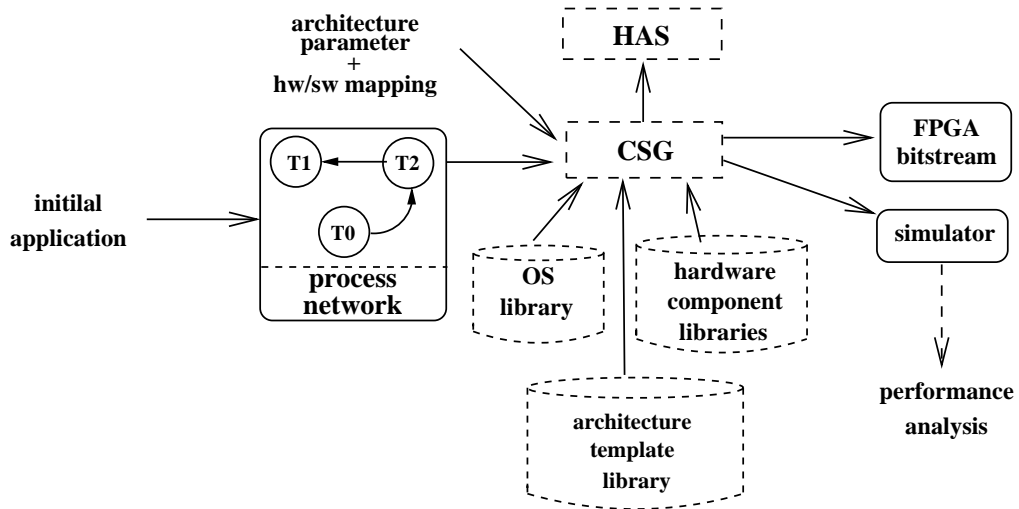 architecture
parameter
+
hw/sw mapping
HAS
CSG
FPGA
bitstream
T1
T2
T0
initilal
application
process
network
simulator
OS
library
hardware
component
libraries
architecture
template
library
performance
analysis